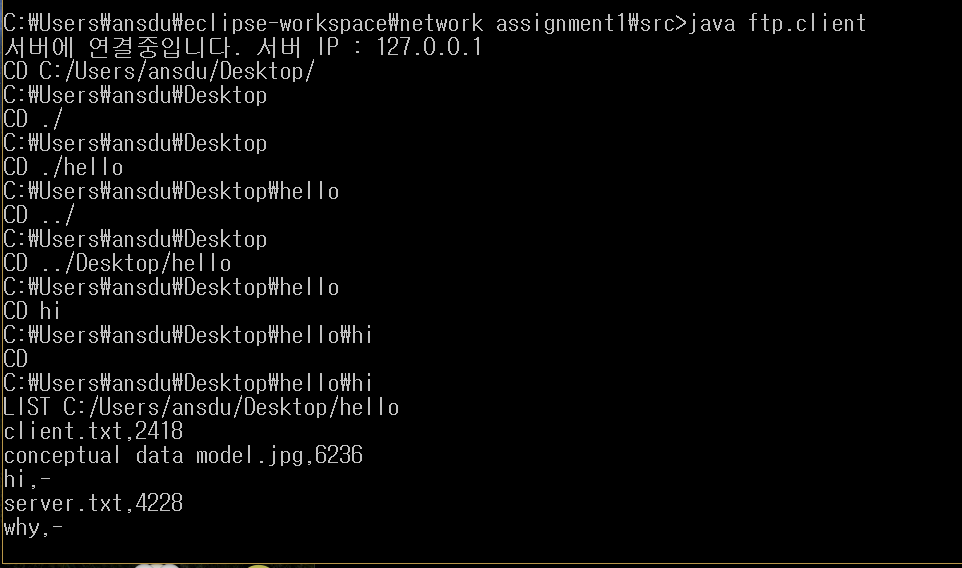 C:₩Users₩ansdu₩eclipse-workspace₩network assignment1₩src>java ftp.client
서버에 연결중입니다. 서버 IP : 127.0.0.1
CD C:/Users/ansdu/Desktop/
C:₩Users₩ansdu₩Desktop
CD ./
C:₩Users₩ansdu₩Desktop
CD ./hello
C:₩Users₩ansdu₩Desktop₩hello
CD ../
C:₩Users₩ansdu₩Desktop
CD ../Desktop/hello
C:₩Users₩ansdu₩Desktop₩hello
CD hi
C:₩Users₩ansdu₩Desktop₩hello₩hi
CD
C:₩Users₩ansdu₩Desktop₩hello₩hi
LIST C:/Users/ansdu/Desktop/hello
client.txt,2418
conceptual data model.jpg,6236
hi,-
server.txt,4228
why,-